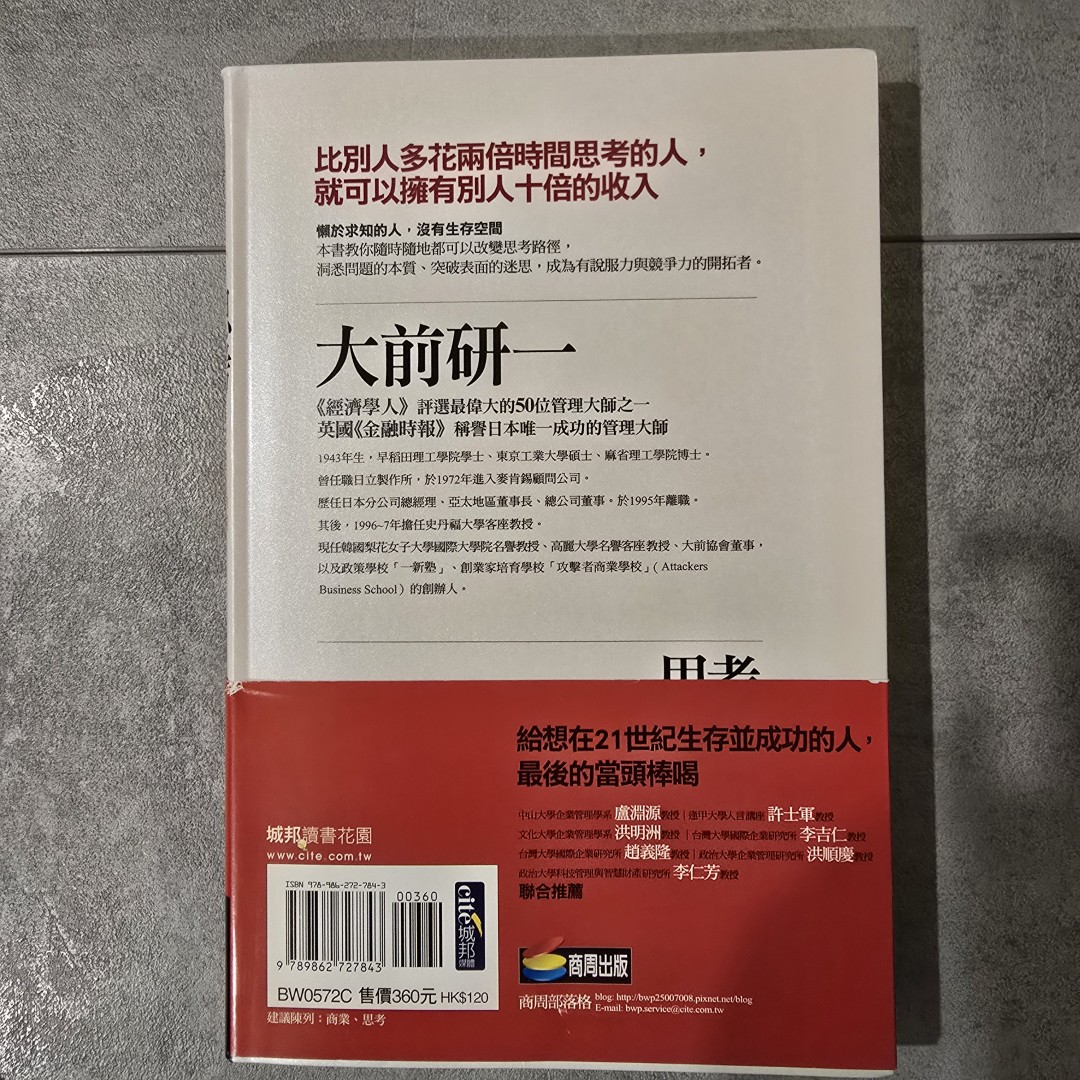 比別人多花兩倍時間思考的人，
就可以擁有別人十倍的收入
懶於求知的人，沒有生存空間
本書教你隨時隨地都可以改變思考路徑，
洞悉問題的本質、突破表面的迷思，成為有說服力與競爭力的開拓者。
大前研一
《經濟學人》評選最偉大的50位管理大師之一
英國《金融時報》稱譽日本唯一成功的管理大師
1943年生，早稻田理工學院學士、東京工業大學碩士、麻省理工學院博士。
曾任職日立製作所，於1972年進入麥肯錫顧問公司。
歷任日本分公司總經理、亞太地區董事長、總公司董事。於1995年離職。
其後，1996~7年擔任史丹福大學客座教授。
現任韓國梨花女子大學國際大學院名譽教授、高麗大學名譽客座教授、大前協會董事，
以及政策學校「一新塾」、創業家培育學校「攻擊者商業學校」（Attackers
Business School）的創辦人。
思考
給想在21世紀生存並成功的人，
最後的當頭棒喝
中山大學企業管理學系 盧淵源教授｜逢甲大學人言講座 許士軍教授
文化大學企業管理學系 洪明洲教授｜台灣大學國際企業研究所 李吉仁教授
台灣大學國際企業研究所 趙義隆教授｜政治大學企業管理研究所 洪順慶教授
政治大學科技管理與智慧財產研究所 李仁芳教授
聯合推薦
城邦讀書花園
www.cite.com.tw
ISBN 978-986-272-784-3
00360
9 789862 727843
cité城邦媒體
BW0572C 售價360元 HK$120
建議陳列：商業、思考
商周出版
商周部落格 blog: http://bwp25007008.pixnet.net/blog
E-mail: bwp.service@cite.com.tw